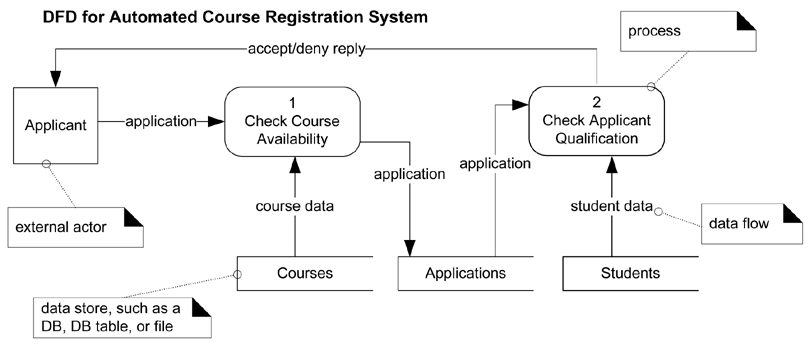 DFD for Automated Course Registration System
process
accept/deny reply
Applicant
application
1
Check Course
Availability
application
application
2
Check Applicant
Qualification
external actor
course data
student data
data flow
Courses
Applications
Students
data store, such as a
DB, DB table, or file